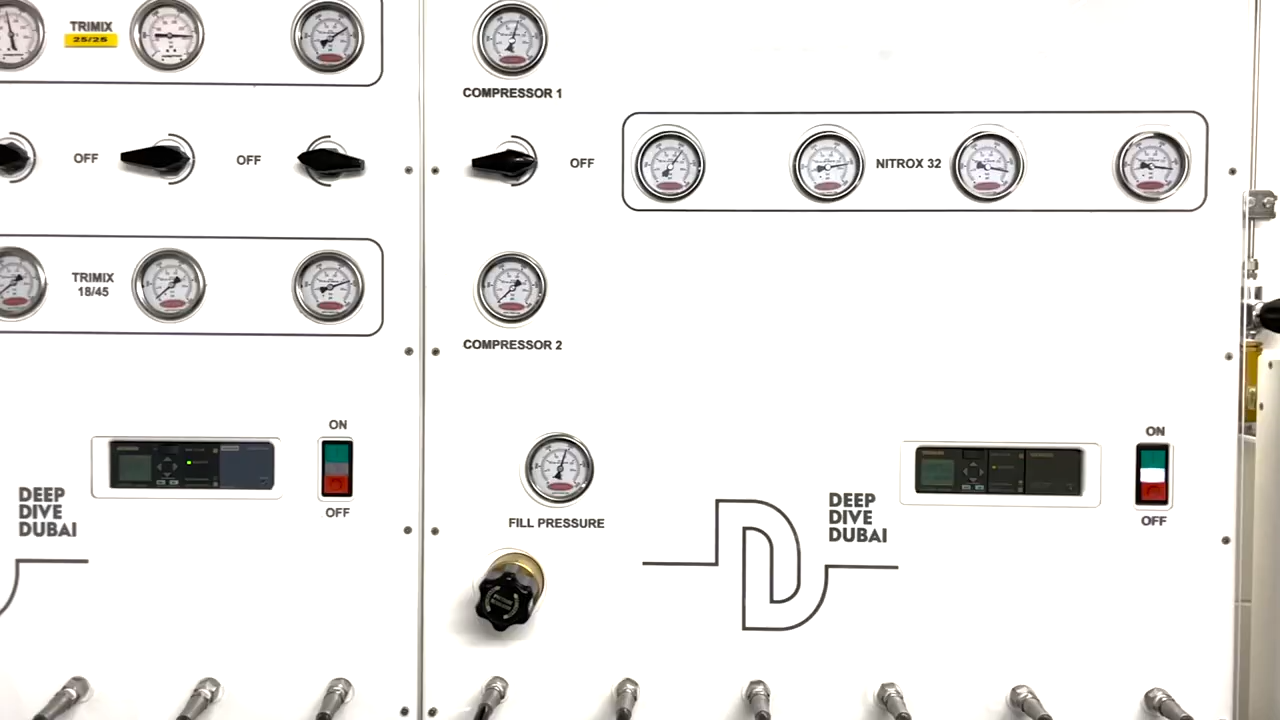 TRIMIX
25/25
COMPRESSOR 1
OFF
OFF
OFF
NITROX 32
TRIMIX
18/45
COMPRESSOR 2
ON
OFF
DEEP
DIVE
DUBAI
FILL PRESSURE
DEEP
DIVE
DUBAI
ON
OFF